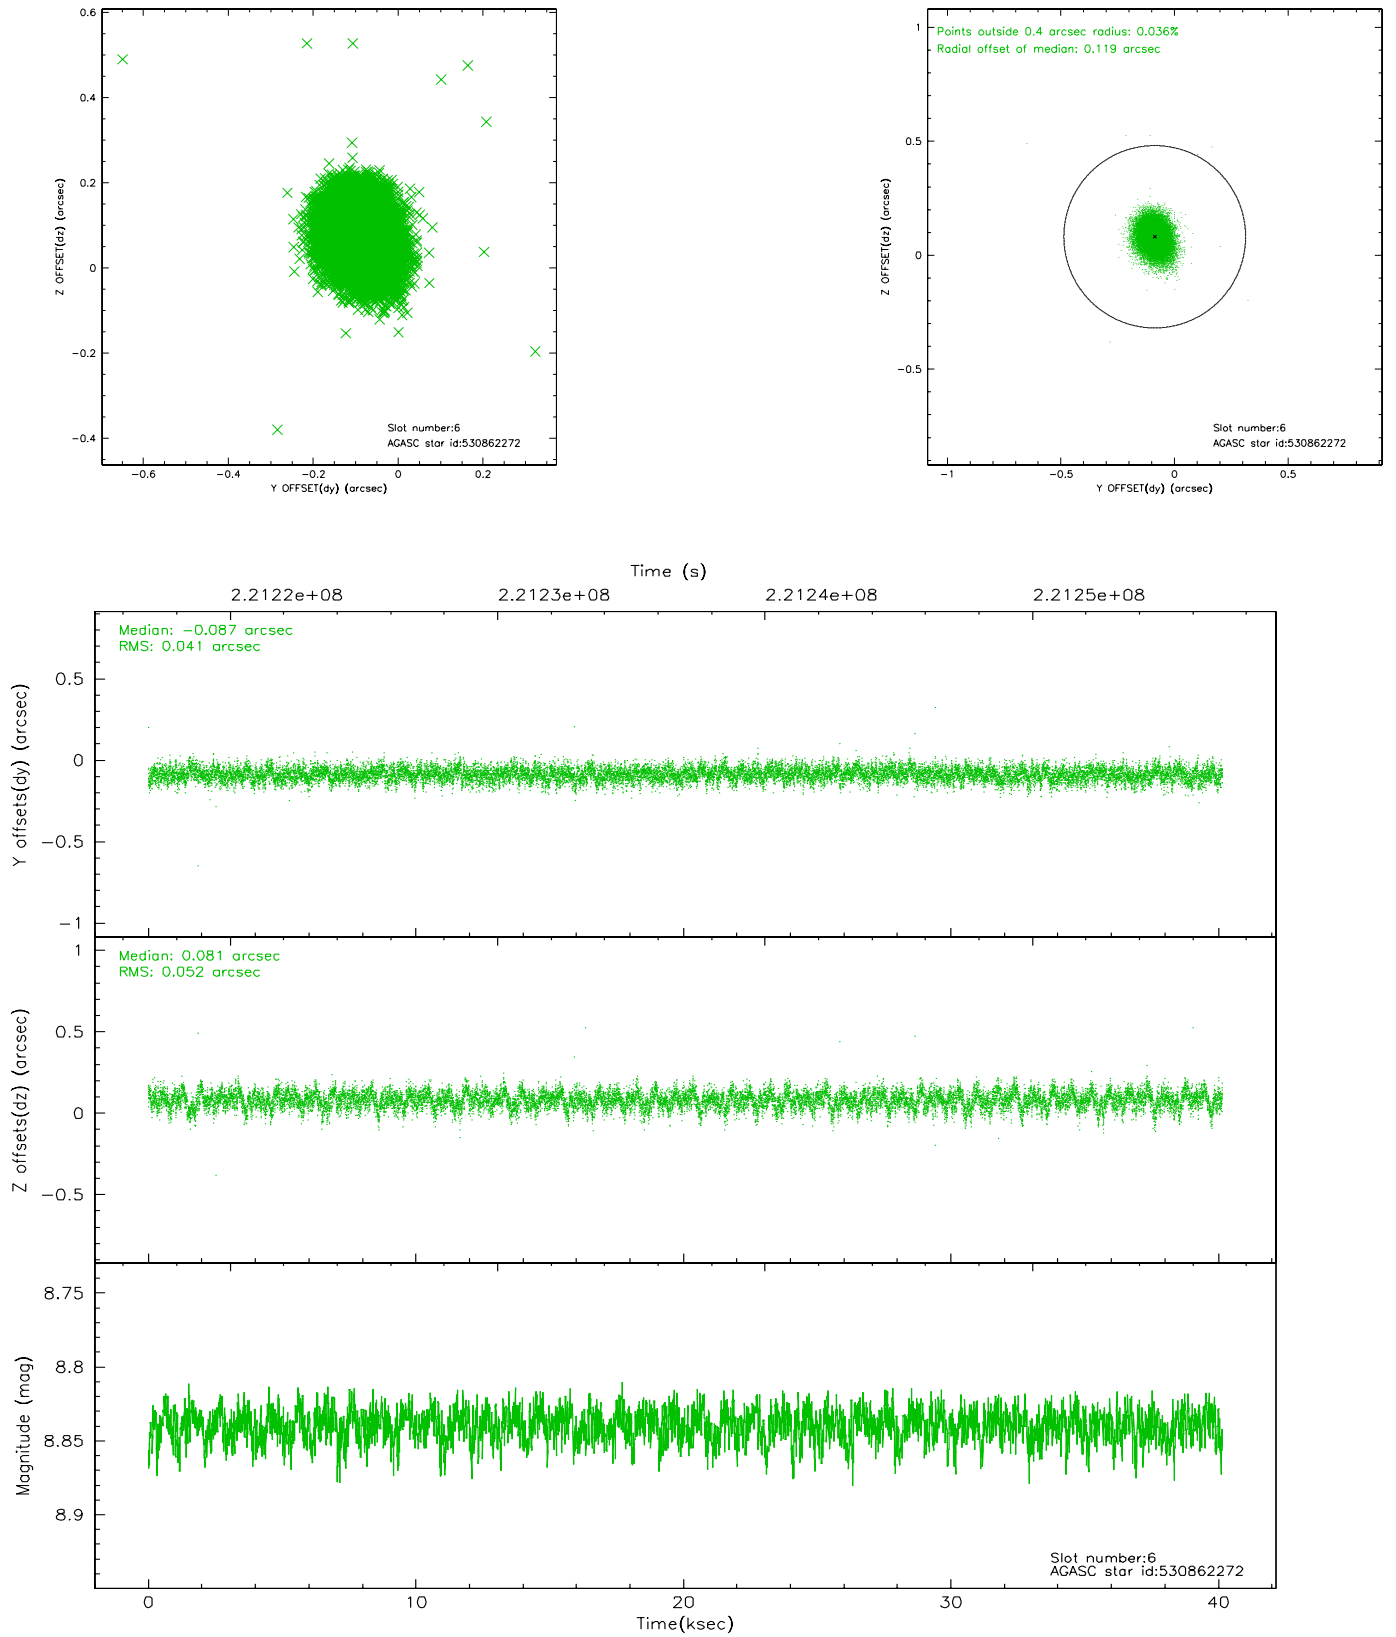 0.6
0.4
0.2
0
−0.2
−0.4
Z OFFSET(dz) (arcsec)
Slot number:6
AGASC star id:530862272
−0.6
−0.4
−0.2
0
0.2
Y OFFSET(dy) (arcsec)
Points outside 0.4 arcsec radius: 0.036%
Radial offset of median: 0.119 arcsec
1
0.5
0
−0.5
Z OFFSET(dz) (arcsec)
Slot number:6
AGASC star id:530862272
−1
−0.5
0
0.5
Y OFFSET(dy) (arcsec)
Time (s)
2.2122e+08
2.2123e+08
2.2124e+08
2.2125e+08
Median: −0.087 arcsec
RMS: 0.041 arcsec
0.5
0
−0.5
−1
Y offsets(dy) (arcsec)
Median: 0.081 arcsec
RMS: 0.052 arcsec
1
0.5
0
−0.5
Z offsets(dz) (arcsec)
8.75
8.8
8.85
8.9
Magnitude (mag)
Slot number:6
AGASC star id:530862272
0
10
20
30
40
Time(ksec)